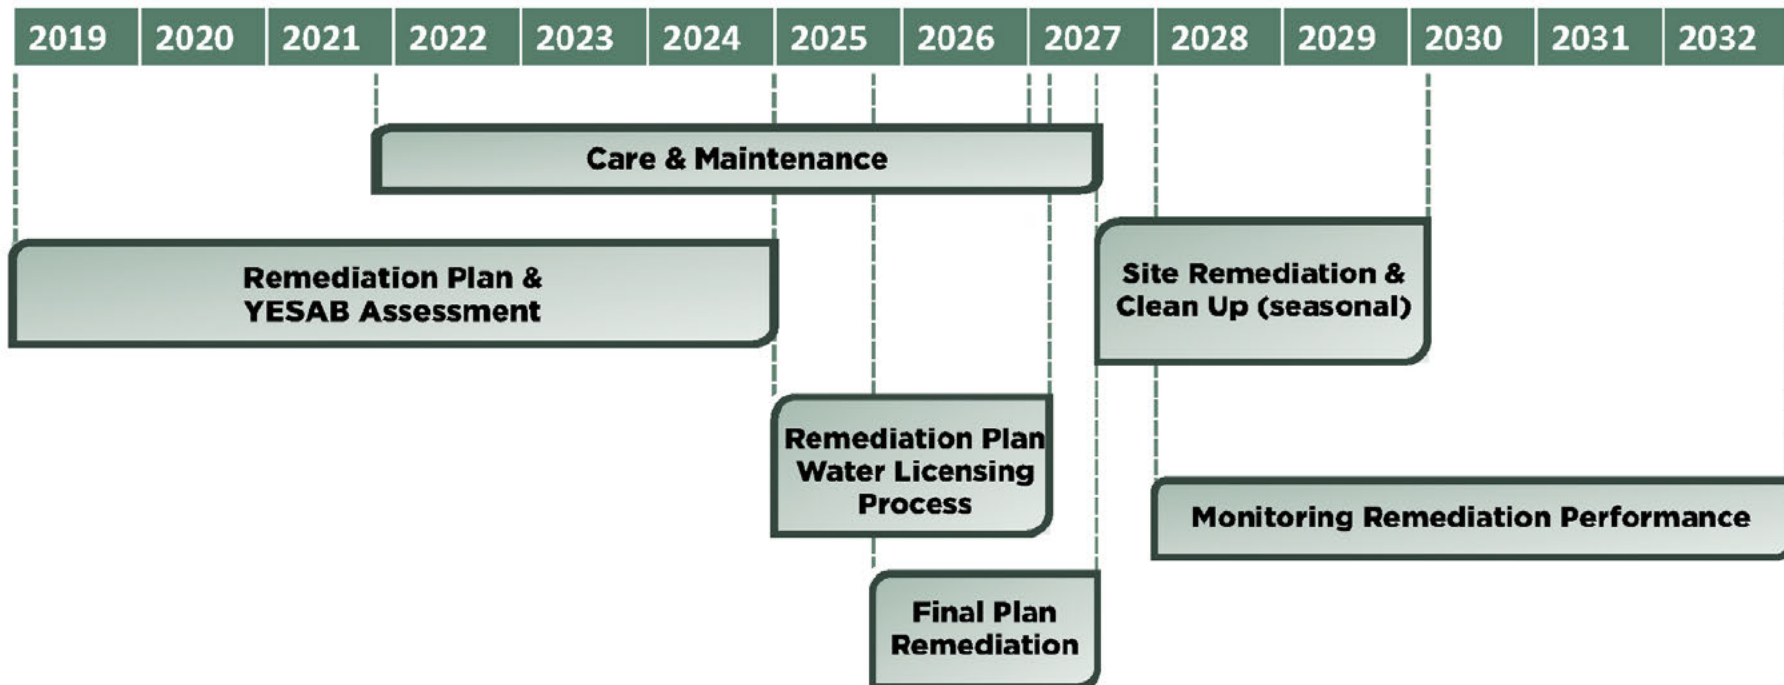 2019 2020 2021 2022 2023 2024 2025 2026 2027 2028 2029 2030 2031 2032
Care & Maintenance
Remediation Plan &
YESAB Assessment
Site Remediation &
Clean Up (seasonal)
Remediation Plan
Water Licensing
Process
Monitoring Remediation Performance
Final Plan
Remediation